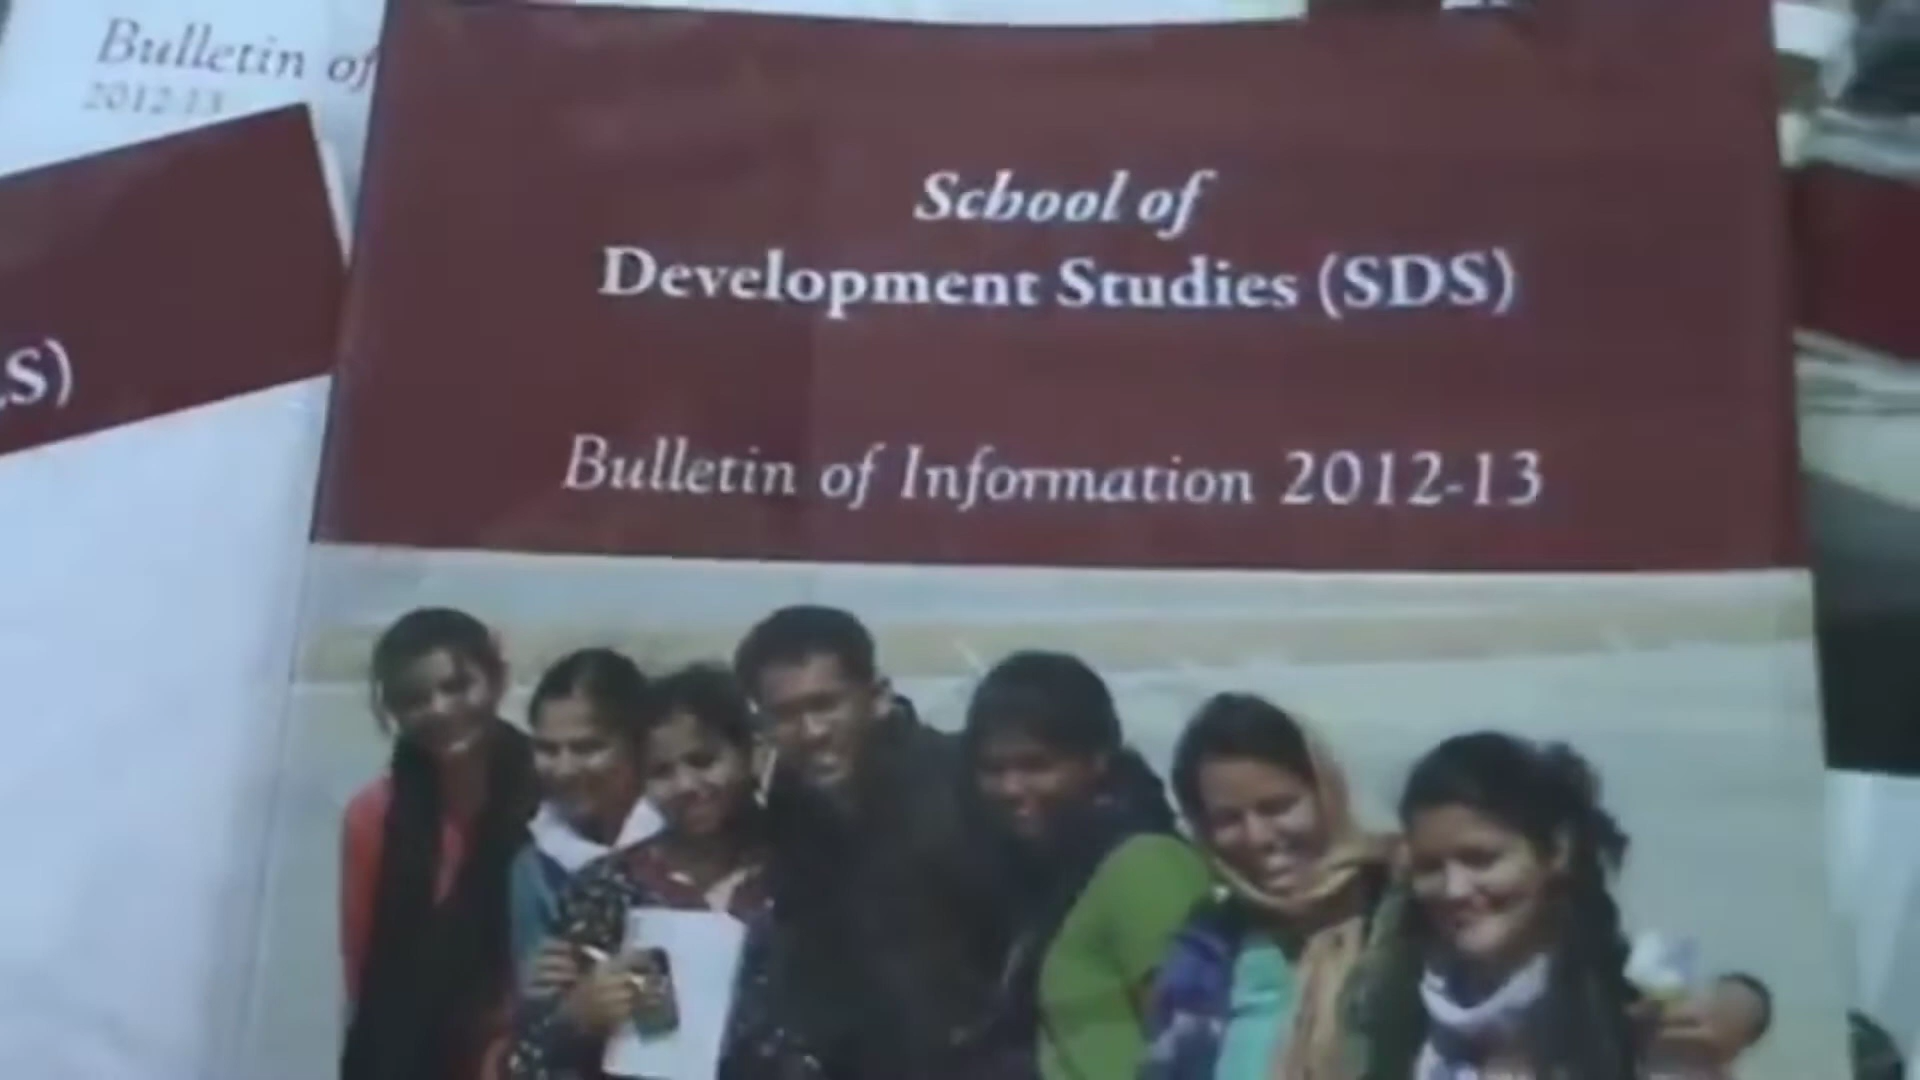 Bulletin of
2012-13
School of
Development Studies (SDS)
Bulletin of Information 2012-13
S)